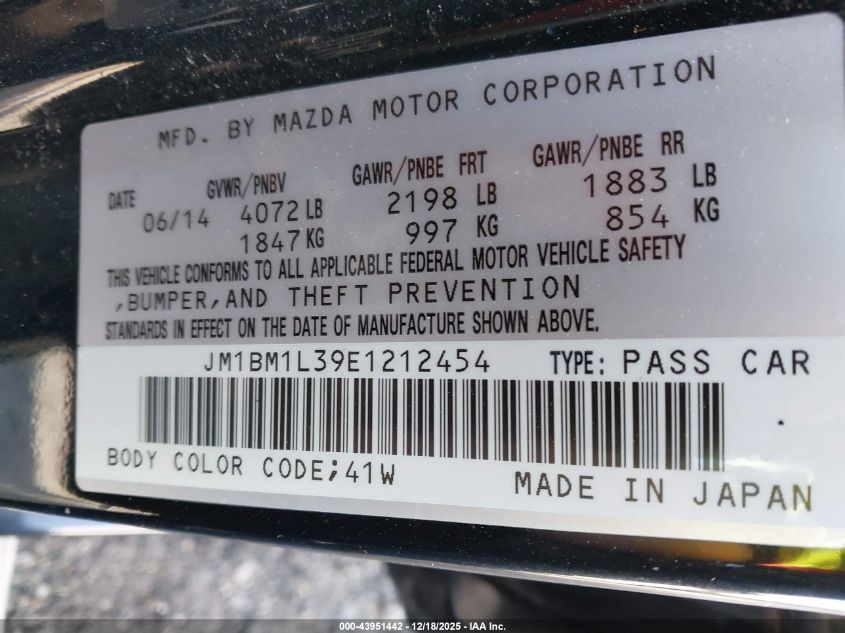 MFD. BY MAZDA MOTOR CORPORATION
DATE GVWR/PNBV GAWR/PNBE FRT GAWR/PNBE RR
06/14 4072 LB 2198 LB 1883 LB
1847 KG 997 KG 854 KG
THIS VEHICLE CONFORMS TO ALL APPLICABLE FEDERAL MOTOR VEHICLE SAFETY
,BUMPER,AND THEFT PREVENTION
STANDARDS IN EFFECT ON THE DATE OF MANUFACTURE SHOWN ABOVE.
JM1BM1L39E1212454 TYPE: PASS CAR
BODY COLOR CODE;41W MADE IN JAPAN
000-43951442 - 12/18/2025 - IAA Inc.